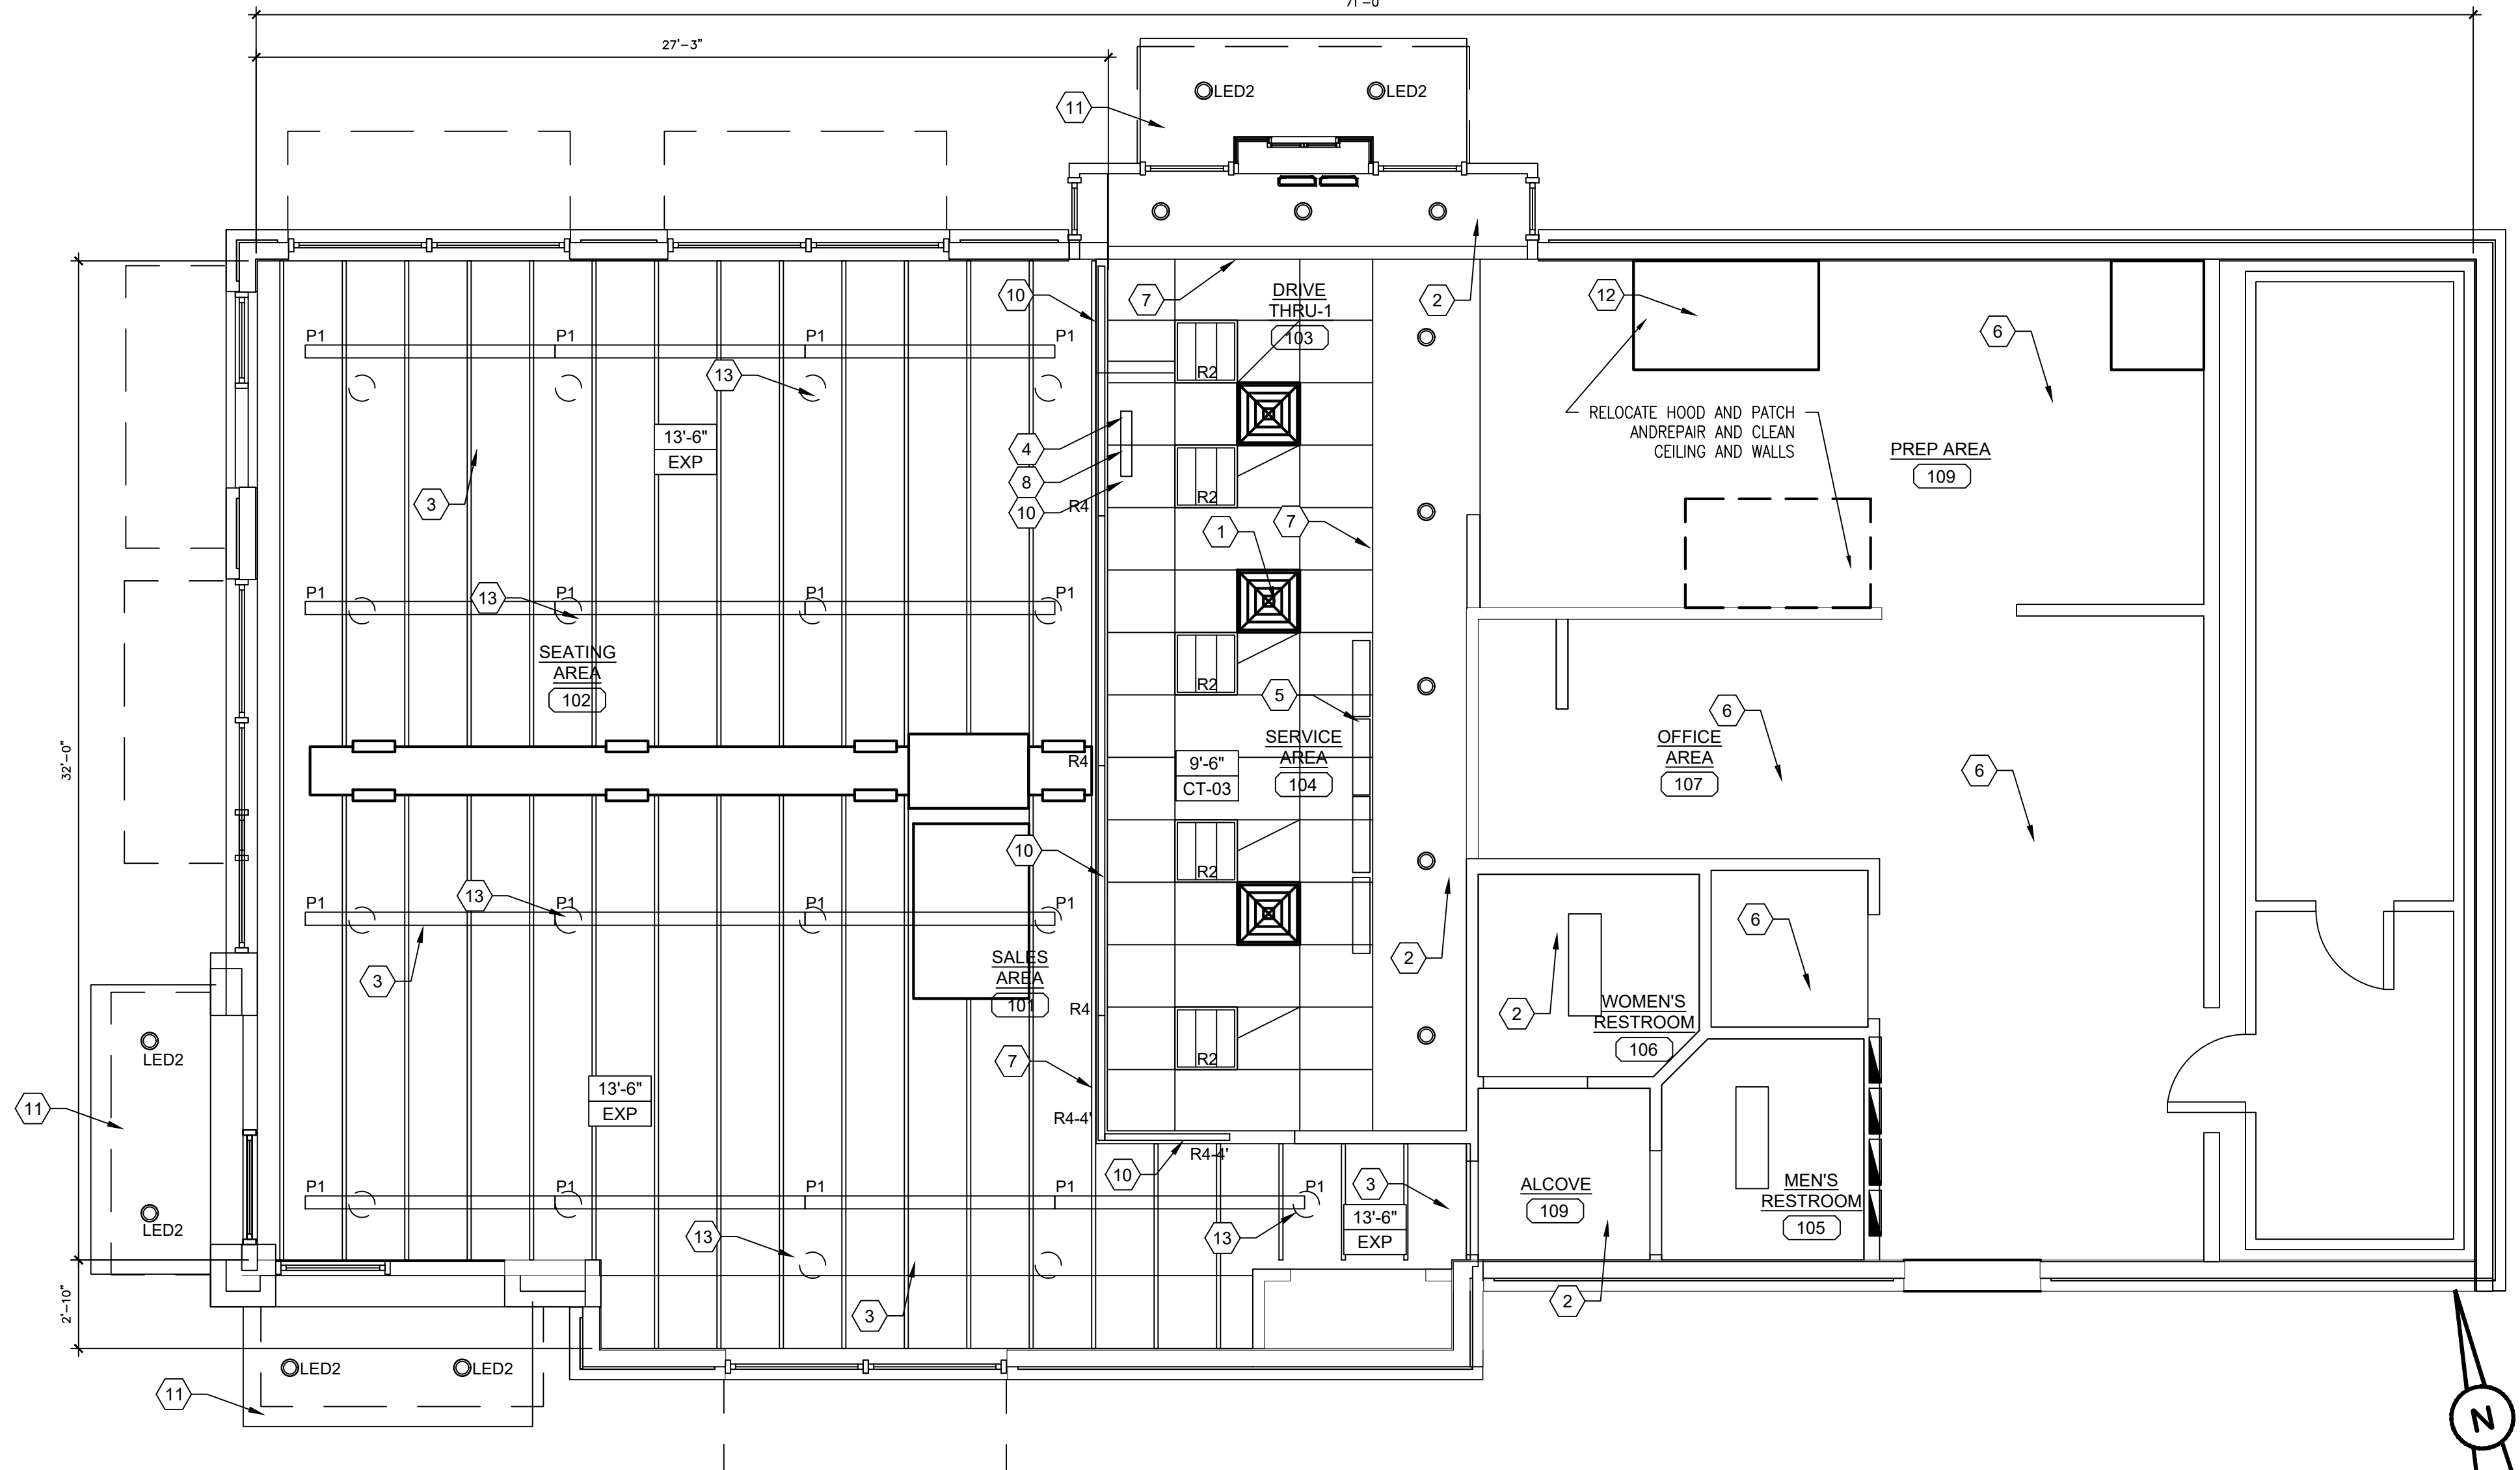 71'-0
27'-3"
LED2
LED2
11
10
7
DRIVE
THRU-1
103
2
12
6
P1
P1
P1
P1
13
R2
RELOCATE HOOD AND PATCH
ANDREPAIR AND CLEAN
CEILING AND WALLS
13'-6"
EXP
4
8
10
R4
R2
PREP AREA
109
3
7
1
13
P1
P1
P1
P1
SEATING
AREA
102
R2
5
SERVICE
AREA
104
9'-6"
CT-03
R4
6
OFFICE
AREA
107
6
32'-0"
10
R2
13
P1
P1
P1
P1
3
SALES
AREA
101
2
6
2
WOMEN'S
RESTROOM
106
R4
R2
7
LED2
13'-6"
EXP
11
R4-4'
R4-4'
10
3
P1
P1
P1
P1
P1
ALCOVE
109
MEN'S
RESTROOM
105
LED2
13
13
13'-6"
EXP
2'-10"
3
2
LED2
LED2
11
N